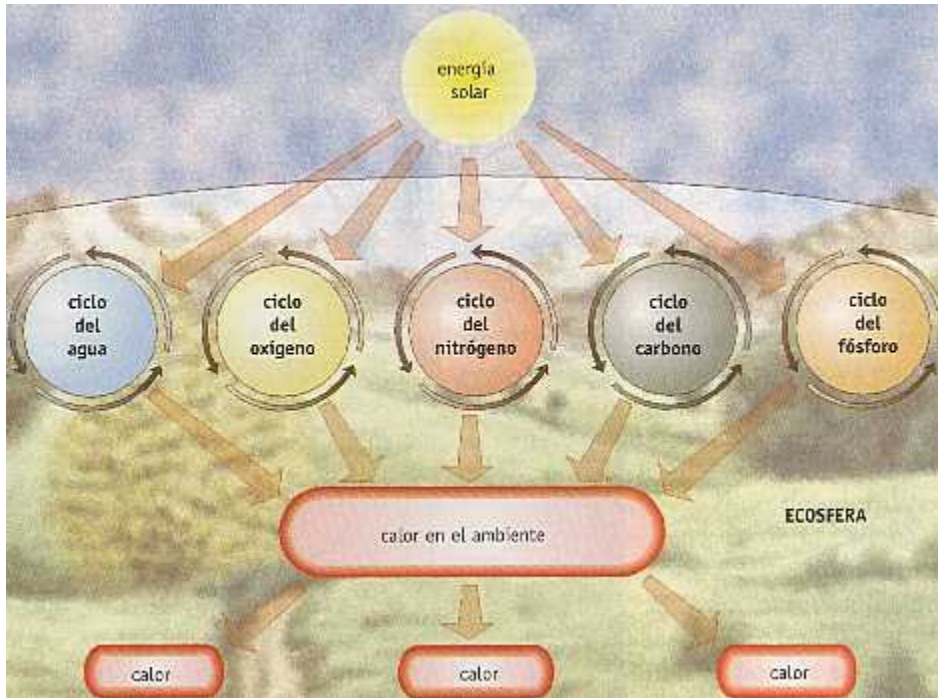 energía
solar
ciclo
del
agua
ciclo
del
oxígeno
ciclo
del
nitrógeno
ciclo
del
carbono
ciclo
del
fósforo
calor en el ambiente
ECOSFERA
calor
calor
calor